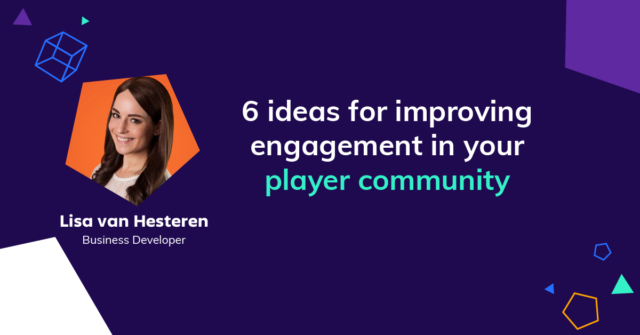 6 ideas for improving
engagement in your
player community
Lisa van Hesteren
Business Developer